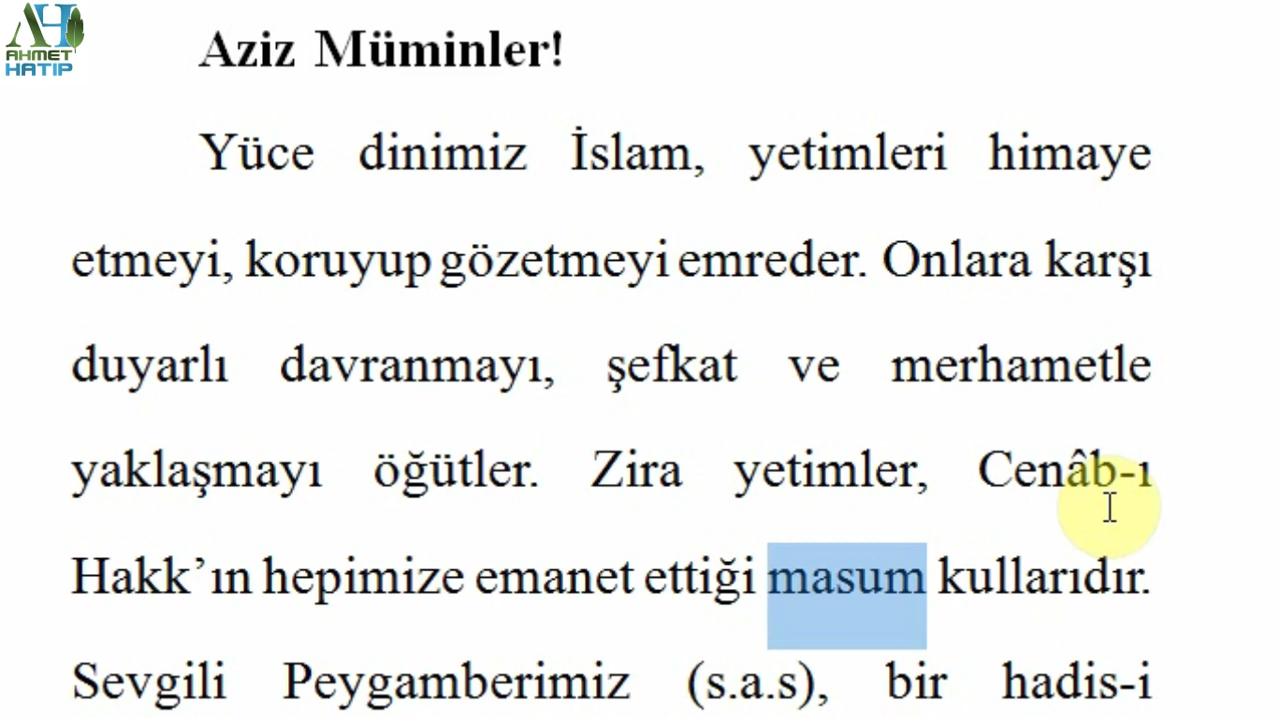 AH
AHMET
HATIP
Aziz Müminler!
Yüce dinimiz İslam, yetimleri himaye
etmeyi, koruyup gözetmeyi emreder. Onlara karşı
duyarlı davranmayı, şefkat ve merhametle
yaklaşmayı öğütler. Zira yetimler, Cenâb-ı
Hakk’ın hepimize emanet ettiği masum kullarıdır.
Sevgili Peygamberimiz (s.a.s), bir hadis-i